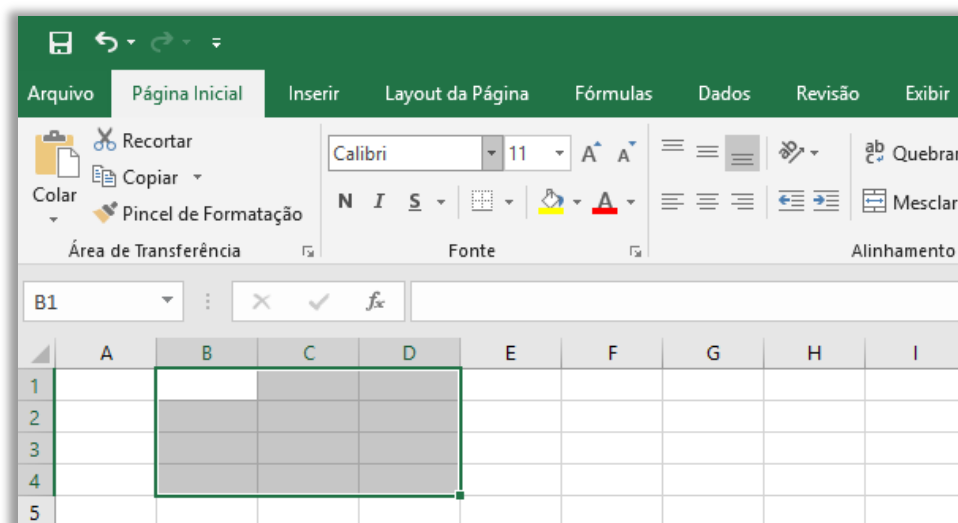 Arquivo Página Inicial Inserir Layout da Página Fórmulas Dados Revisão Exibir
Colar
Recortar
Copiar
Pincel de Formatação
Área de Transferência
Calibri 11
A A
N I S A
Fonte
ab
c
Quebrar
Mesclar
Alinhamento
B1 fx
A B C D E F G H I
1
2
3
4
5